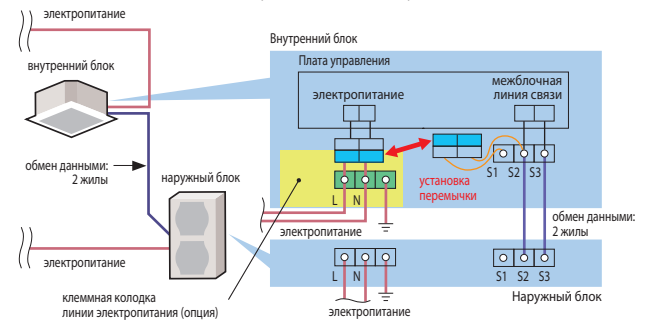 электропитание
Внутренний блок
Плата управления
внутренний блок
электропитание
межблочная
линия связи
обмен данными:
2 жилы
наружный блок
S1 S2 S3
установка
перемычки
L N
электропитание
обмен данными:
2 жилы
электропитание
L N
S1 S2 S3
клеммная колодка
линии электропитания (опция)
Наружный блок
электропитание